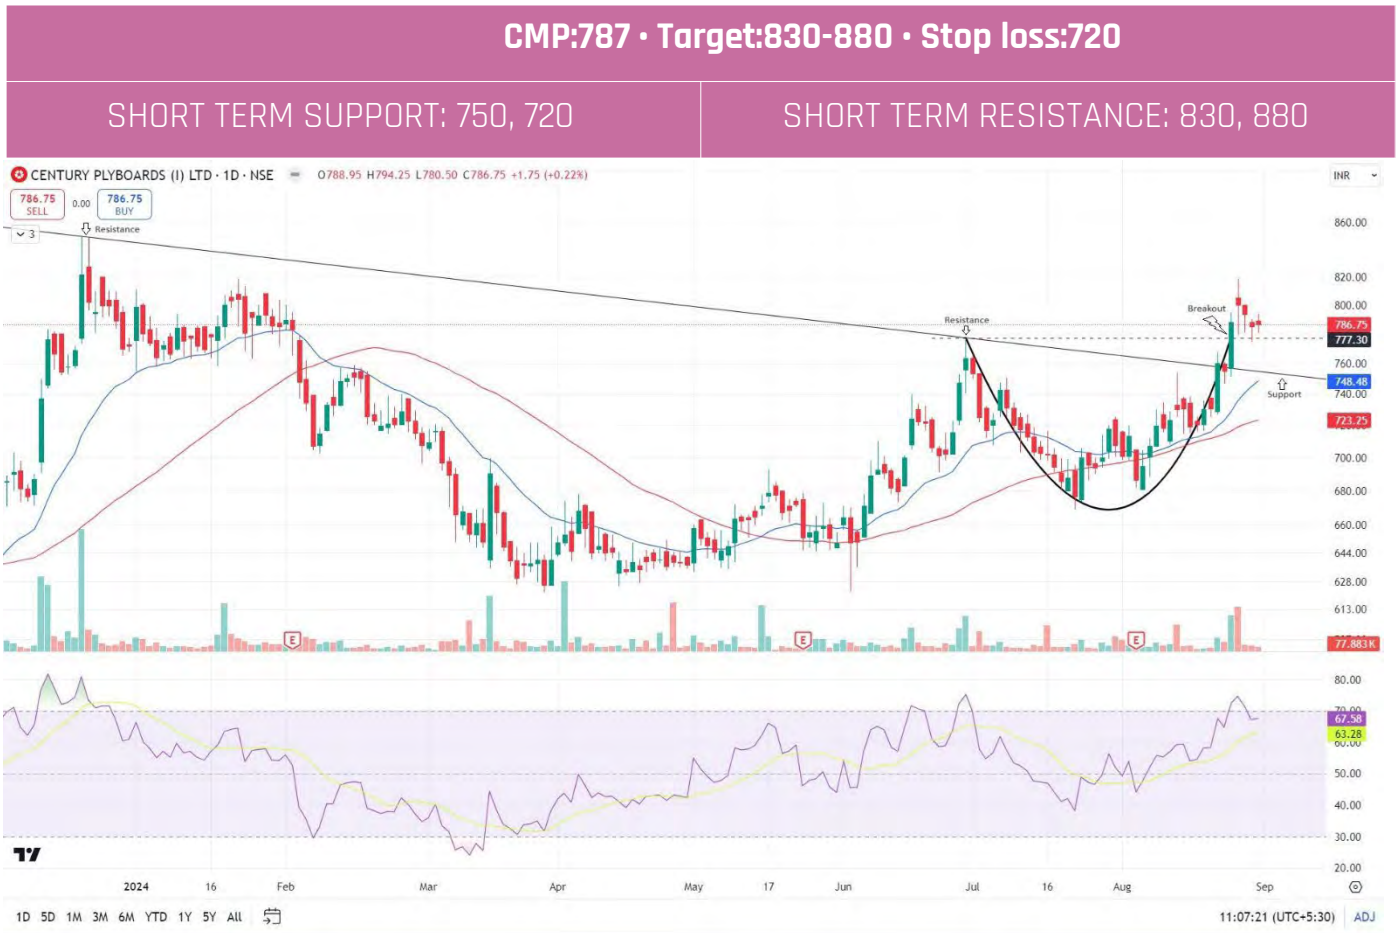 CMP:787 • Target:830-880 • Stop loss:720
SHORT TERM SUPPORT: 750, 720
SHORT TERM RESISTANCE: 830, 880
CENTURY PLYBOARDS (I) LTD · 1D · NSE
O788.95 H794.25 L780.50 C786.75 +1.75 (+0.22%)
INR
786.75
SELL
0.00
786.75
BUY
3
Resistance
Resistance
Breakout
Support
860.00
820.00
800.00
786.75
777.30
760.00
748.48
740.00
723.25
700.00
680.00
660.00
644.00
628.00
613.00
77.883K
E
E
E
80.00
70.00
67.58
63.28
60.00
50.00
40.00
30.00
20.00
2024 16 Feb Mar Apr May 17 Jun Jul 16 Aug Sep
1D 5D 1M 3M 6M YTD 1Y 5Y All
11:07:21 (UTC+5:30) ADJ